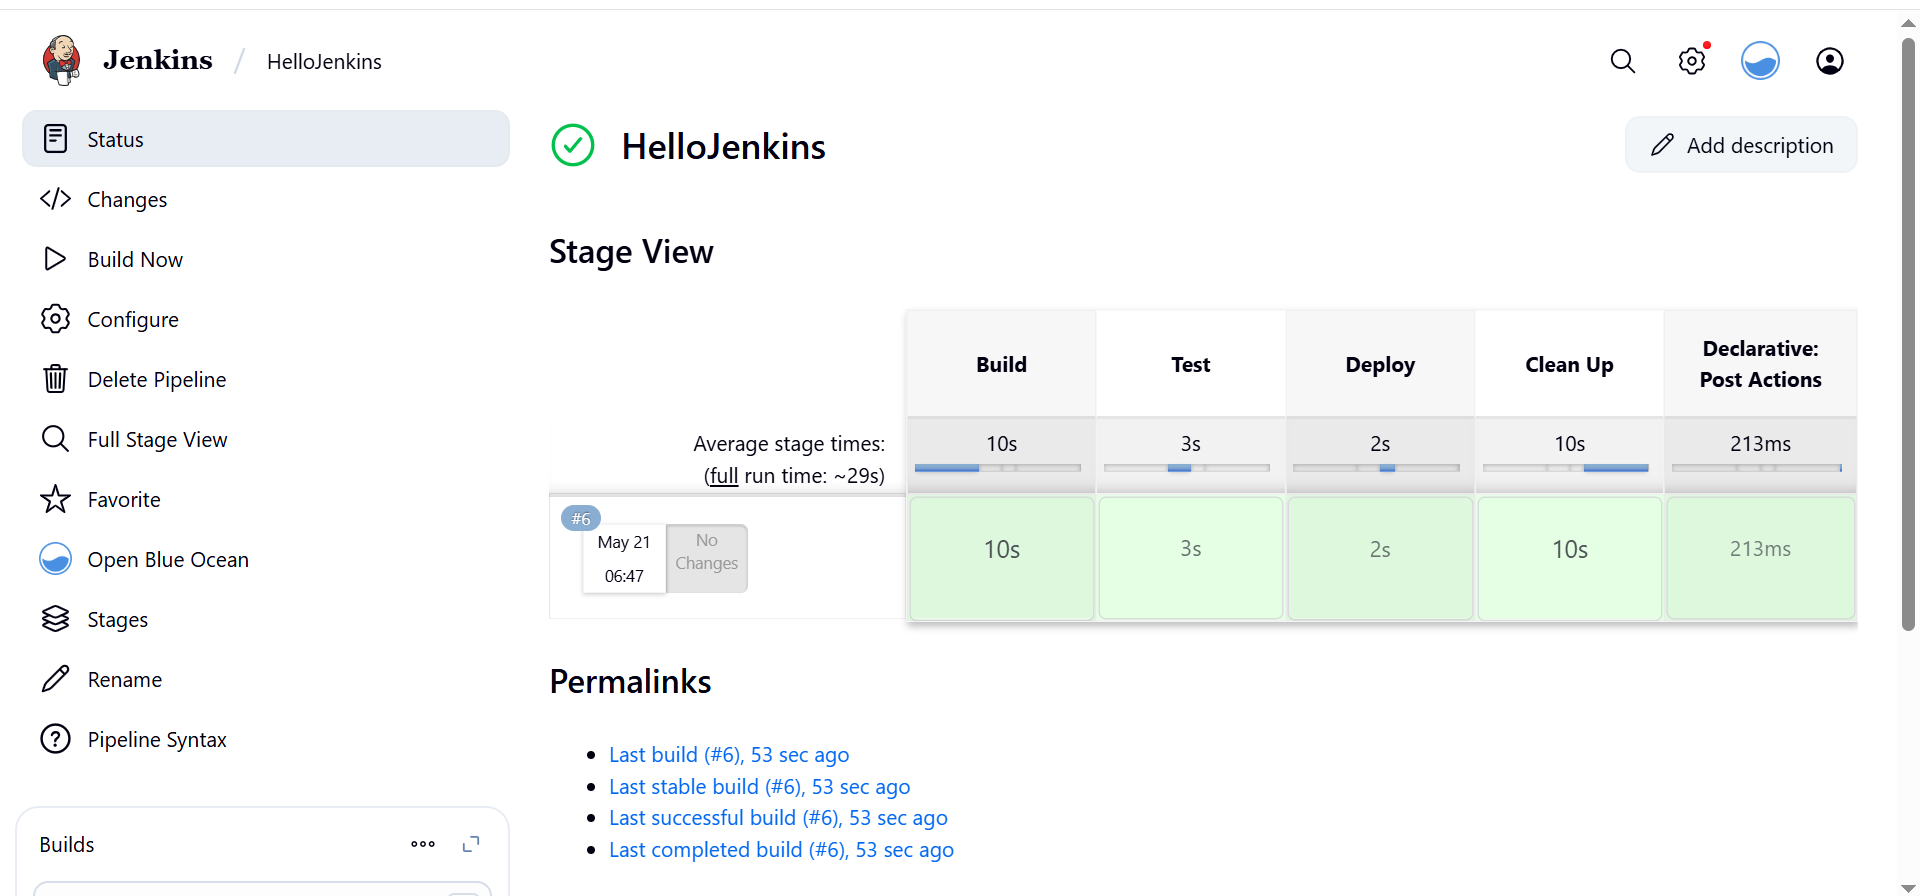 Jenkins / HelloJenkins
Status
Changes
Build Now
Configure
Delete Pipeline
Full Stage View
Favorite
Open Blue Ocean
Stages
Rename
Pipeline Syntax
Builds
HelloJenkins
Add description
Stage View
Build
Test
Deploy
Clean Up
Declarative:
Post Actions
Average stage times:
(full run time: ~29s)
10s
3s
2s
10s
213ms
#6
May 21
06:47
No
Changes
10s
3s
2s
10s
213ms
Permalinks
Last build (#6), 53 sec ago
Last stable build (#6), 53 sec ago
Last successful build (#6), 53 sec ago
Last completed build (#6), 53 sec ago